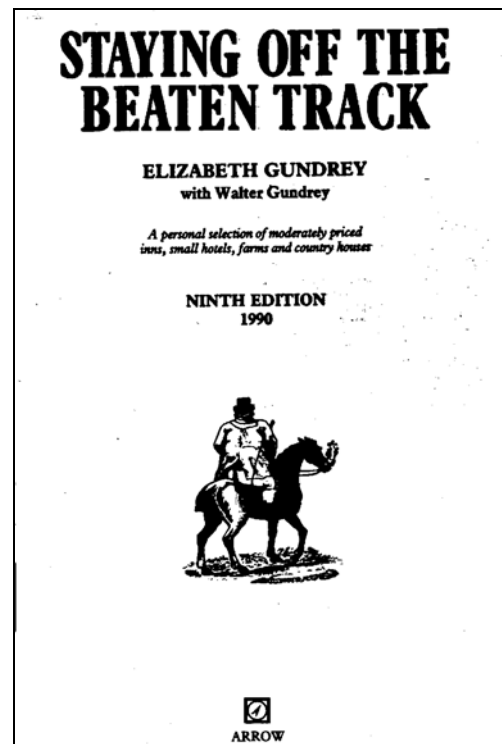 STAYING OFF THE
BEATEN TRACK
ELIZABETH GUNDREY
with Walter Gundrey
A personal selection of moderately priced
inns, small hotels, farms and country houses
NINTH EDITION
1990
ARROW